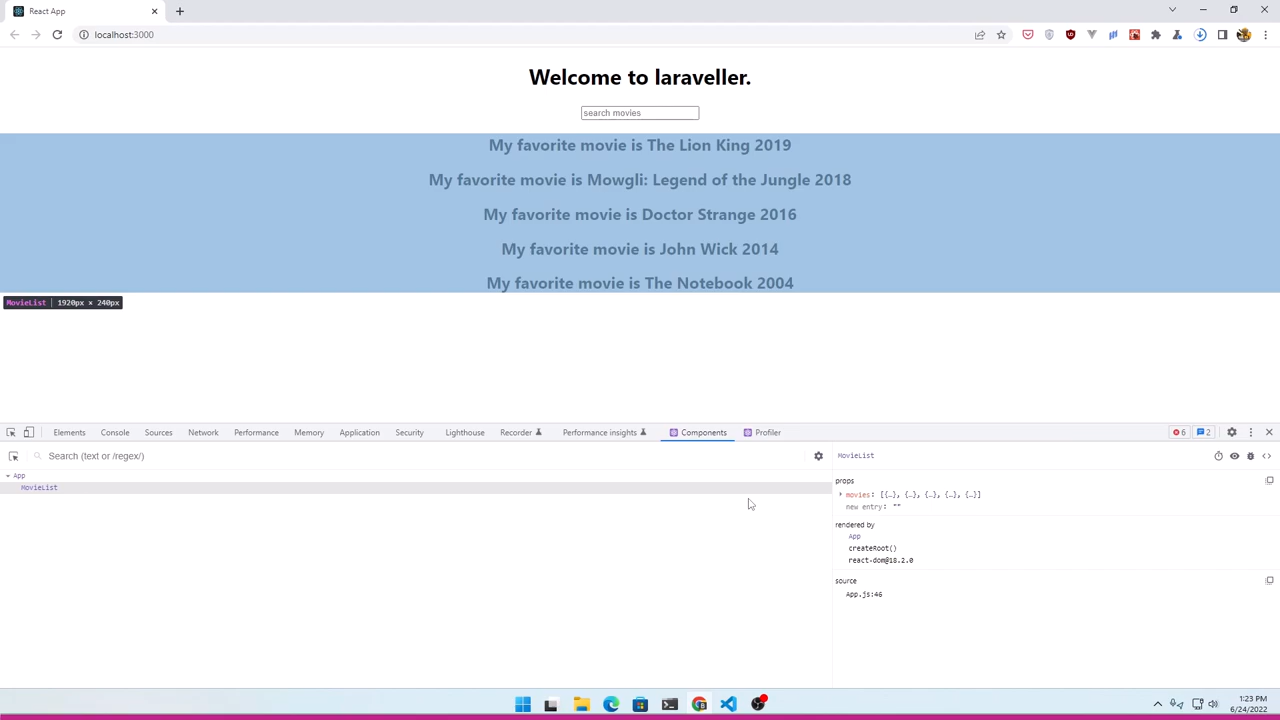 React App
localhost:3000
Welcome to laraveller.
search movies
My favorite movie is The Lion King 2019
My favorite movie is Mowgli: Legend of the Jungle 2018
My favorite movie is Doctor Strange 2016
My favorite movie is John Wick 2014
My favorite movie is The Notebook 2004
MovieList | 1920px × 240px
Elements Console Sources Network Performance Memory Application Security Lighthouse Recorder Performance insights Components Profiler 6 2
Search (text or /regex/)
MovieList
App
props
MovieList
movies: [{…}, {…}, {…}, {…}, {…}]
new entry: ""
rendered by
App
createRoot()
react-dom@18.2.0
source
App.js:46
1:23 PM
6/24/2022